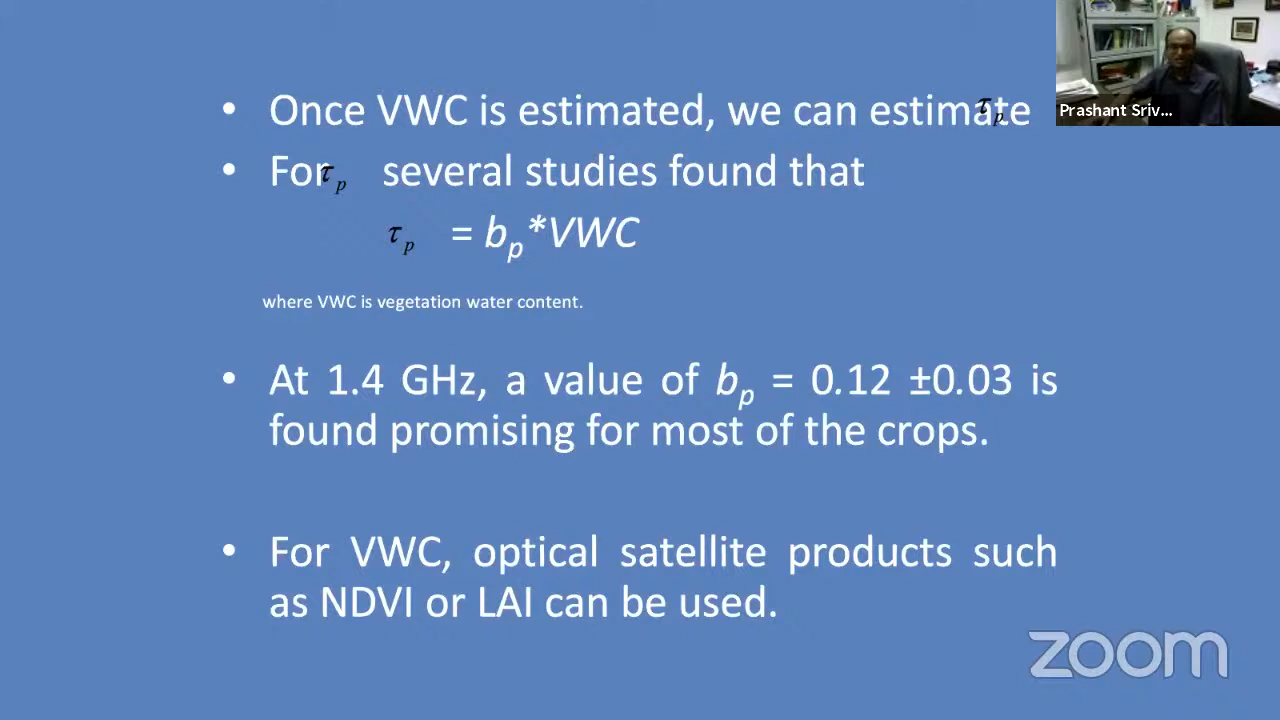 • Once VWC is estimated, we can estimate τp
• For τp several studies found that
τp = bp*VWC
where VWC is vegetation water content.
• At 1.4 GHz, a value of bp = 0.12 ±0.03 is
found promising for most of the crops.
• For VWC, optical satellite products such
as NDVI or LAI can be used.
Prashant Sriv...
zoom